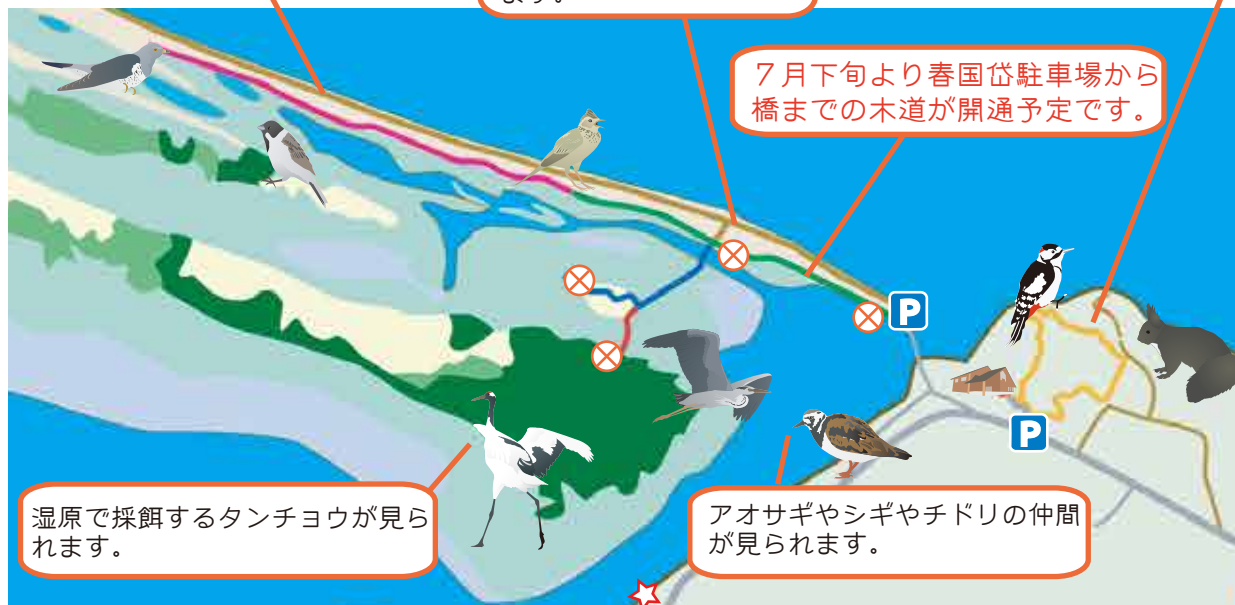 ます。
７月下旬より春国岱駐車場から
橋までの木道が開通予定です。
P
P
湿原で採餌するタンチョウが見ら
れます。
アオサギやシギやチドリの仲間
が見られます。